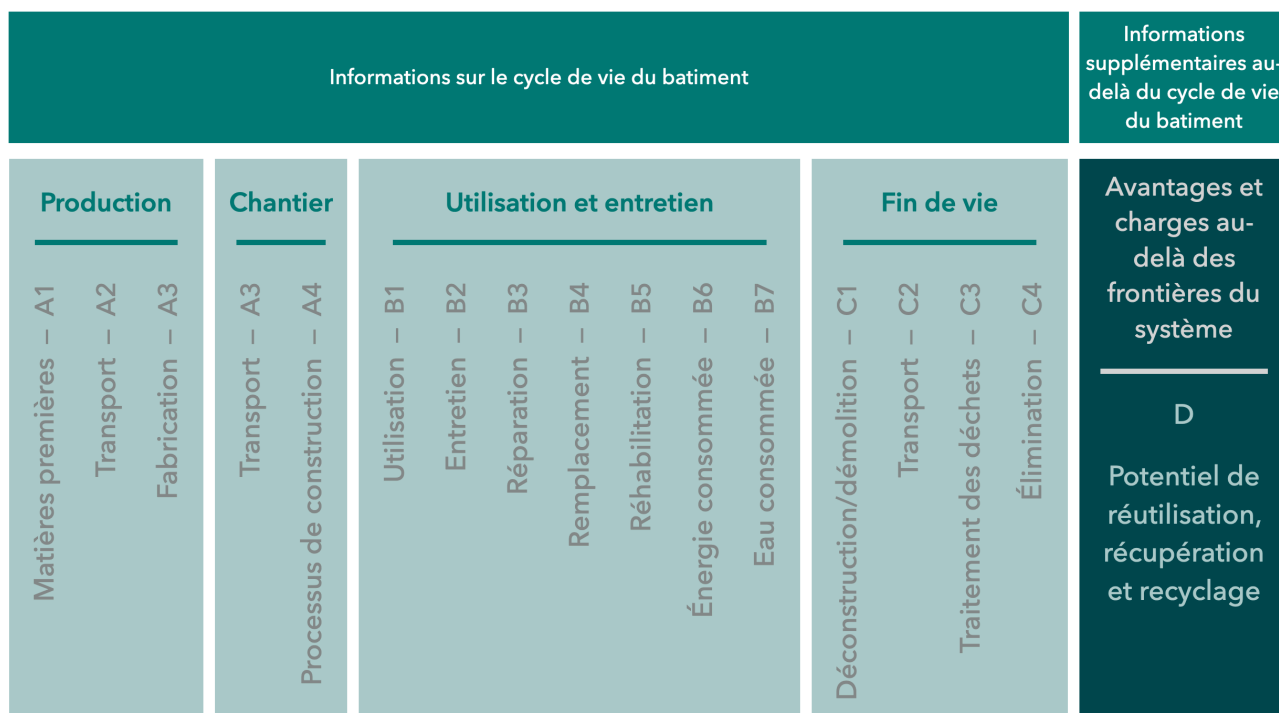 Informations sur le cycle de vie du batiment
Informations
supplémentaires au-
delà du cycle de vie
du batiment
Production
Matières premières – A1
Transport – A2
Fabrication – A3
Chantier
Transport – A3
Processus de construction – A4
Utilisation et entretien
Utilisation – B1
Entretien – B2
Réparation – B3
Remplacement – B4
Réhabilitation – B5
Énergie consommée – B6
Eau consommée – B7
Fin de vie
Déconstruction/démolition – C1
Transport – C2
Traitement des déchets – C3
Élimination – C4
Avantages et
charges au-
delà des
frontières du
système
D
Potentiel de
réutilisation,
récupération
et recyclage